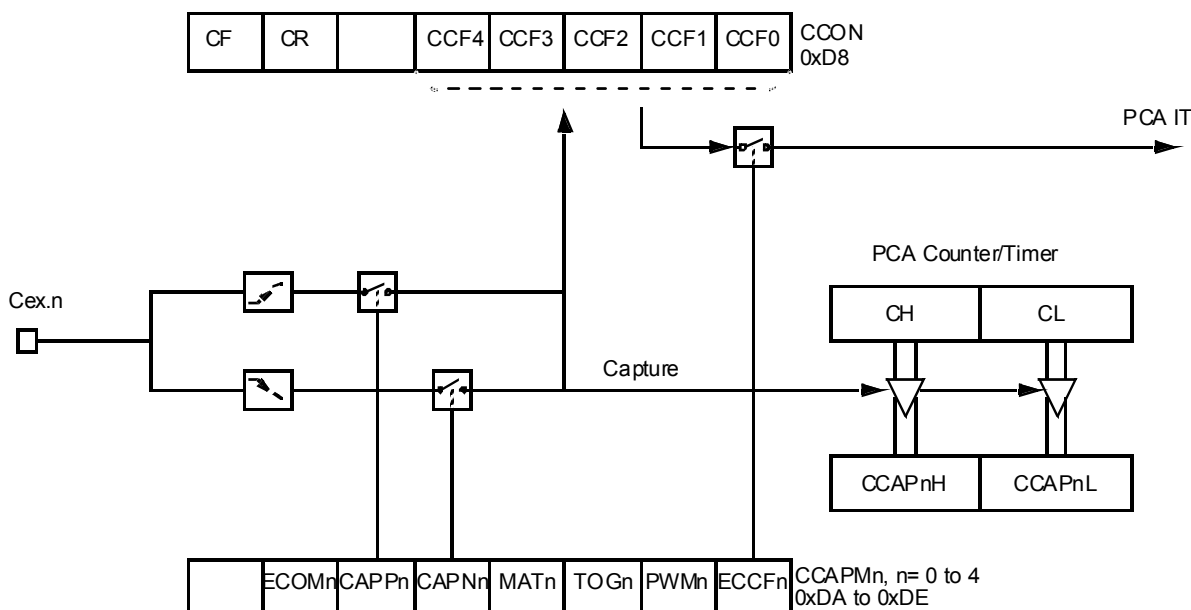 CF CR CCF4 CCF3 CCF2 CCF1 CCF0 CCON
0xD8
PCA IT
PCA Counter/Timer
Cex.n
CH CL
Capture
CCAPnH CCAPnL
ECOMn CAPPn CAPNn MATn TOGn PWMn ECCFn CCAPMn, n= 0 to 4
0xDA to 0xDE